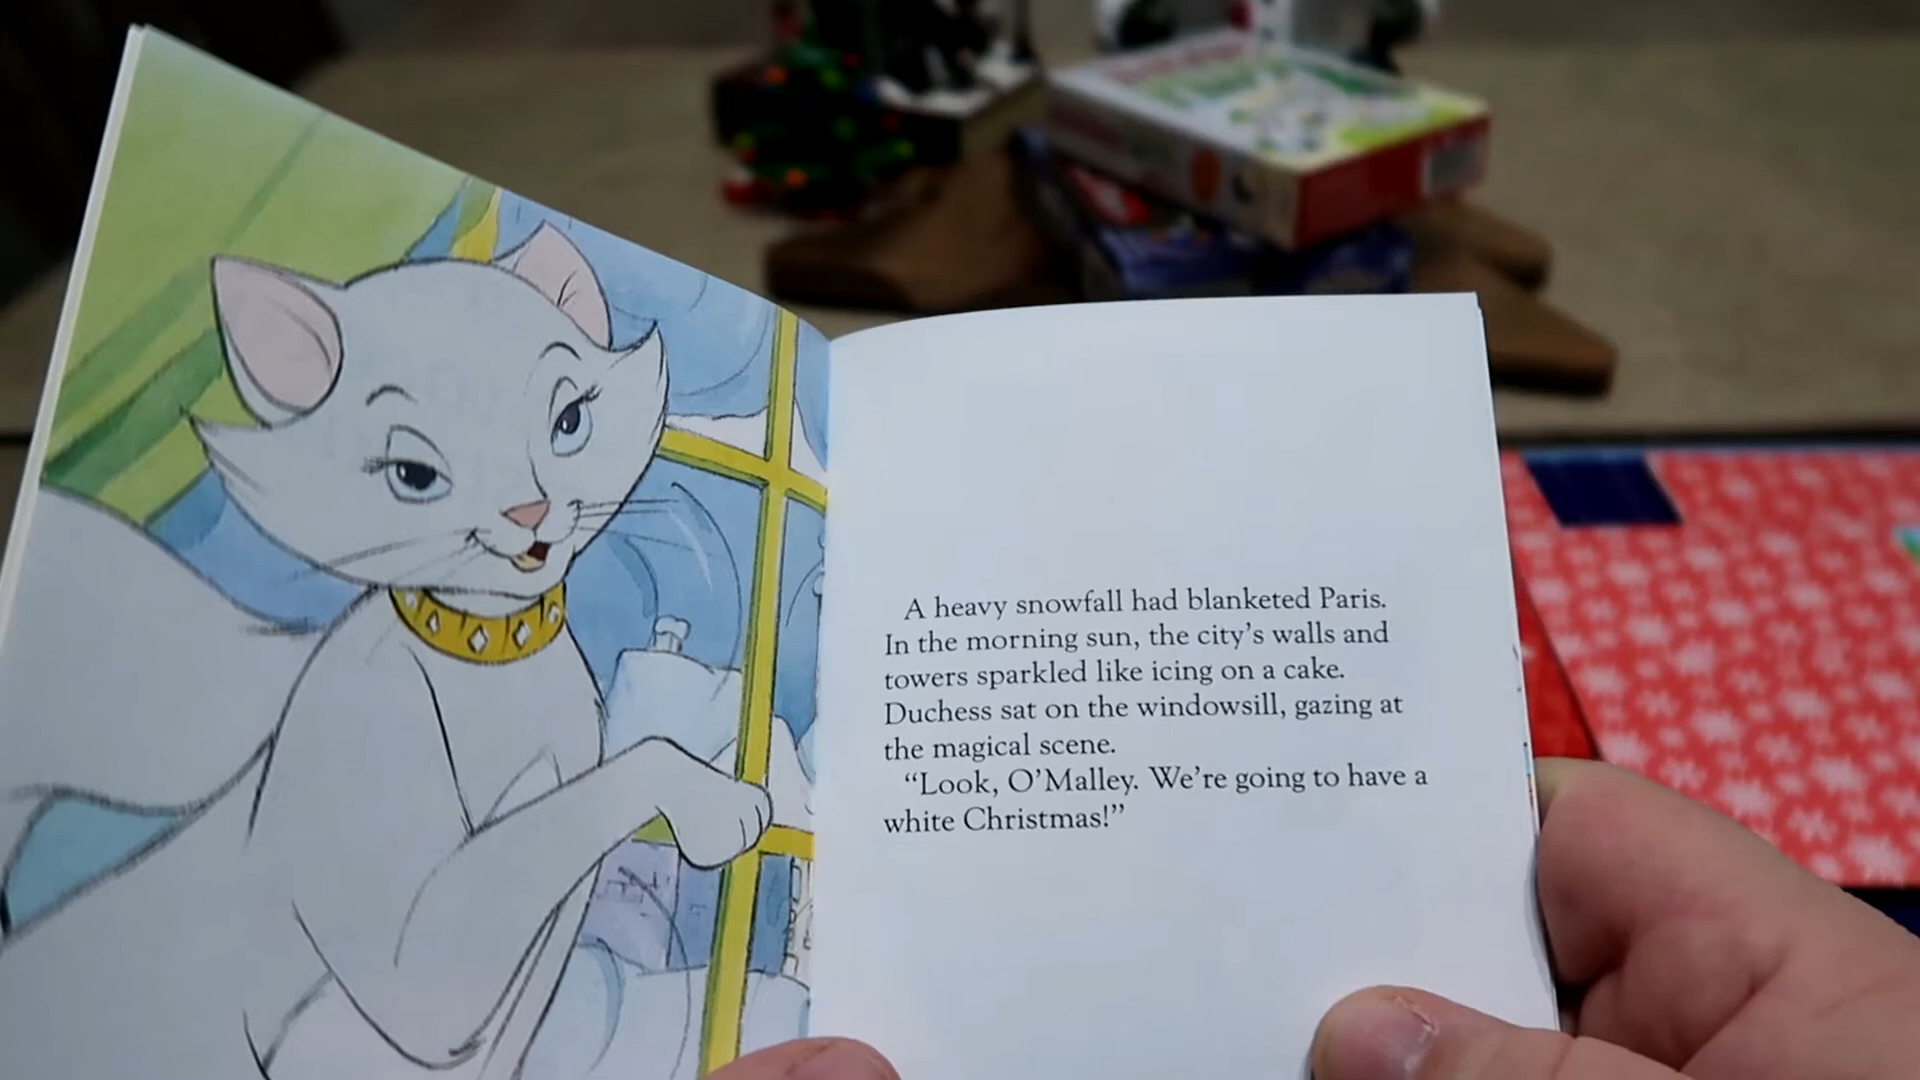 A heavy snowfall had blanketed Paris.
In the morning sun, the city's walls and
towers sparkled like icing on a cake.
Duchess sat on the windowsill, gazing at
the magical scene.
“Look, O'Malley. We're going to have a
white Christmas!”